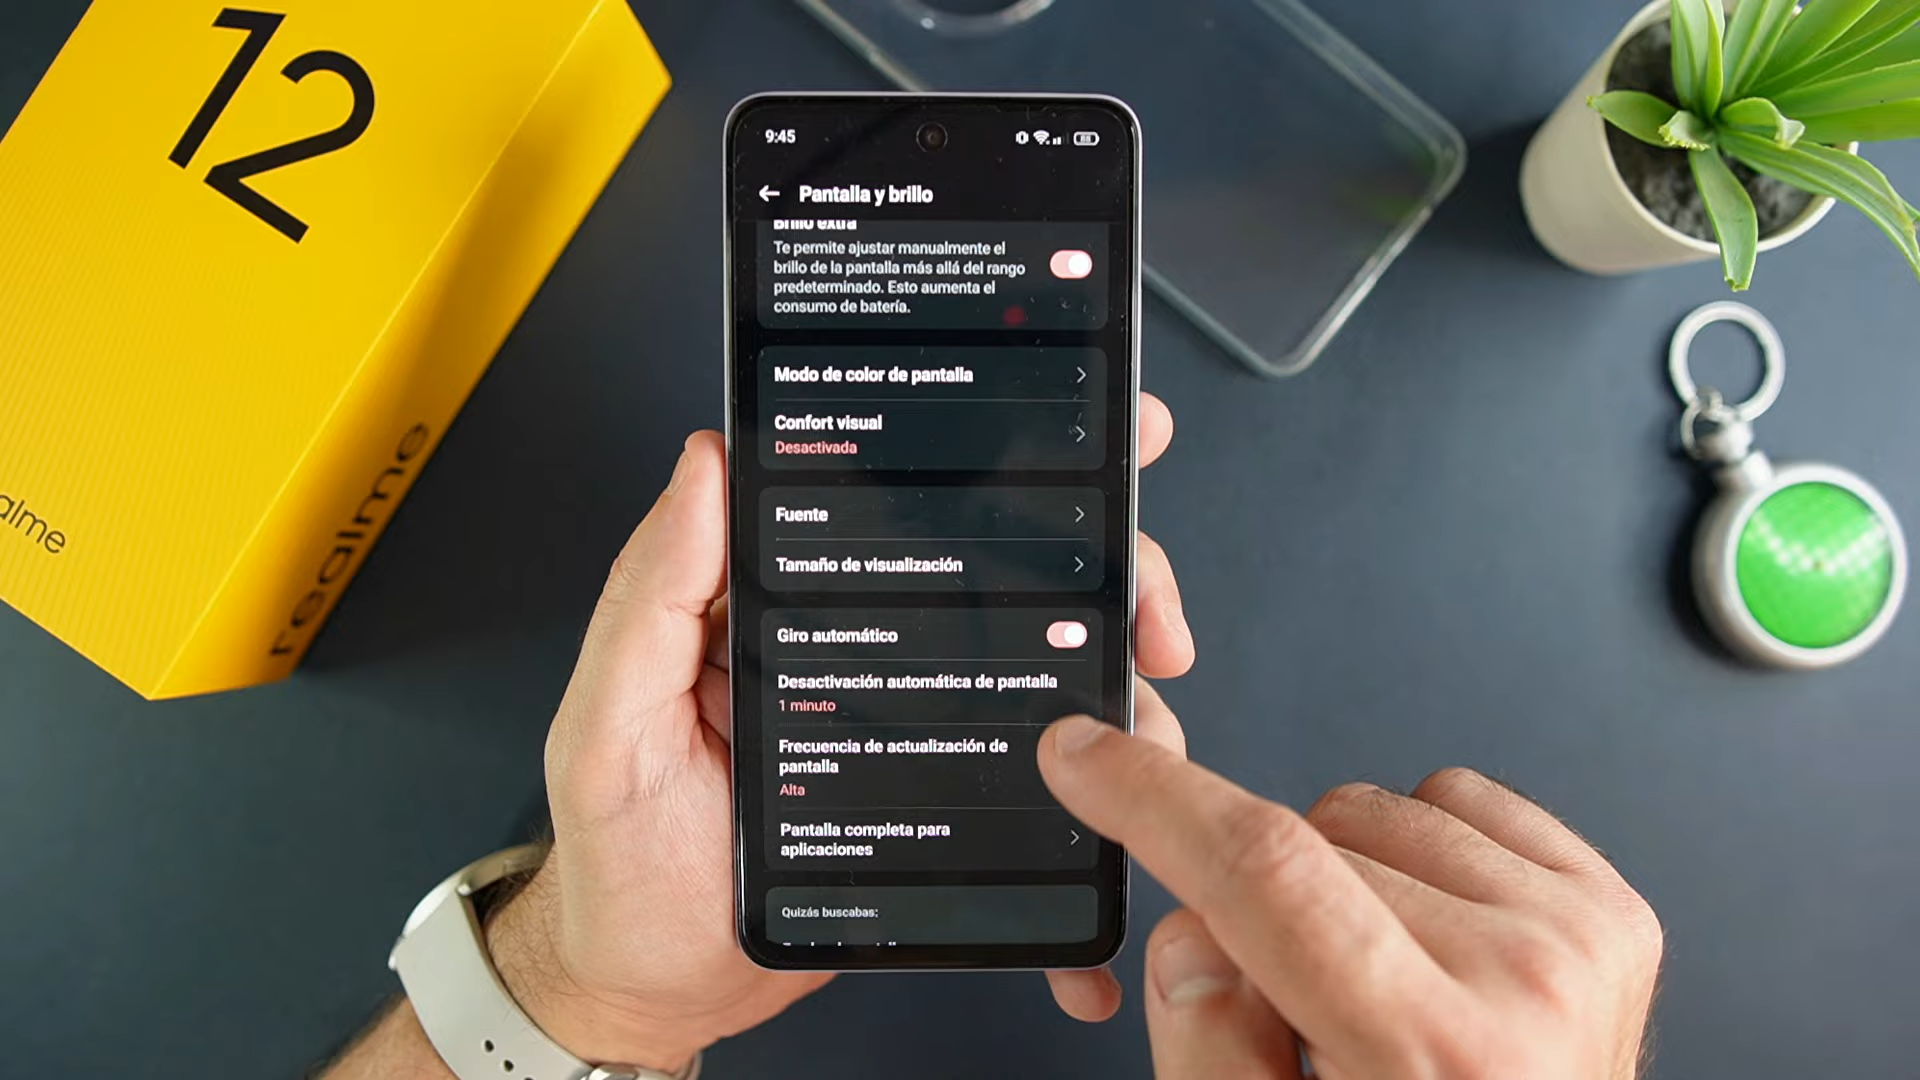 12
realme
9:45
88
Pantalla y brillo
Brillo extra
Te permite ajustar manualmente el
brillo de la pantalla más allá del rango
predeterminado. Esto aumenta el
consumo de batería.
Modo de color de pantalla
Confort visual
Desactivada
Fuente
Tamaño de visualización
Giro automático
Desactivación automática de pantalla
1 minuto
Frecuencia de actualización de
pantalla
Alta
Pantalla completa para
aplicaciones
Quizás buscabas: